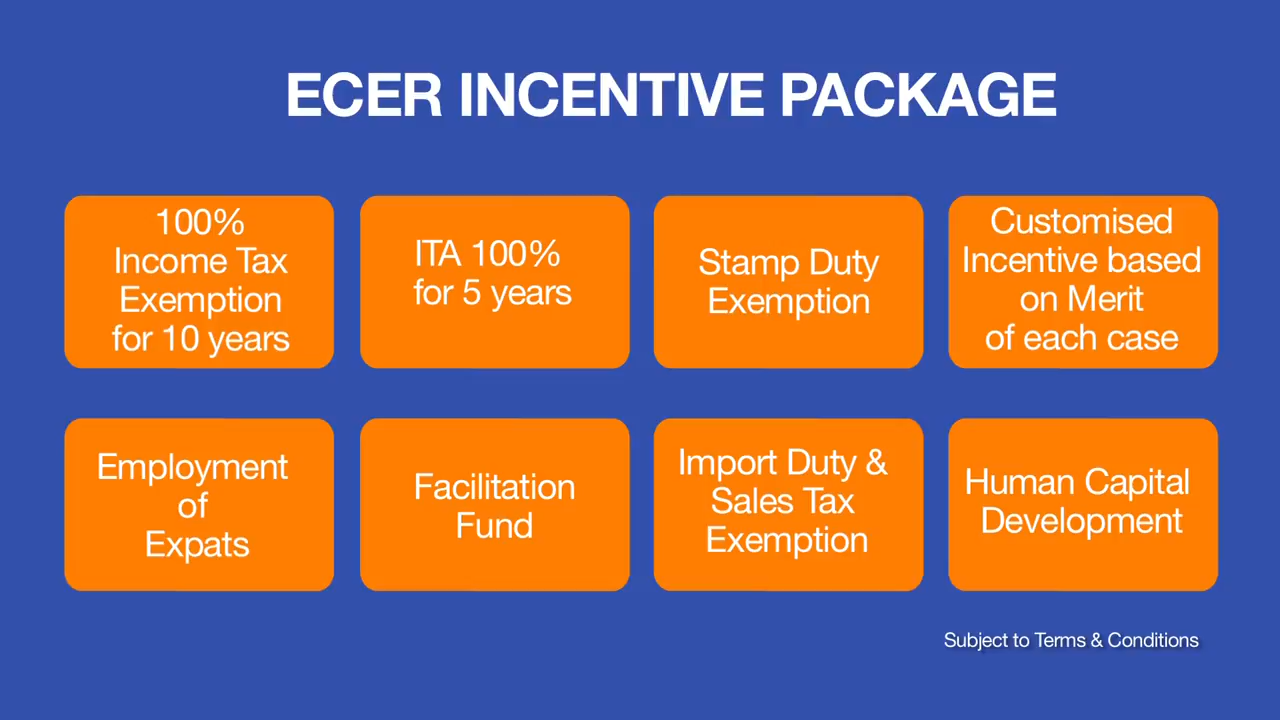 ECER INCENTIVE PACKAGE
100%
Income Tax
Exemption
for 10 years
ITA 100%
for 5 years
Stamp Duty
Exemption
Customised
Incentive based
on Merit
of each case
Employment
of
Expats
Facilitation
Fund
Import Duty &
Sales Tax
Exemption
Human Capital
Development
Subject to Terms & Conditions